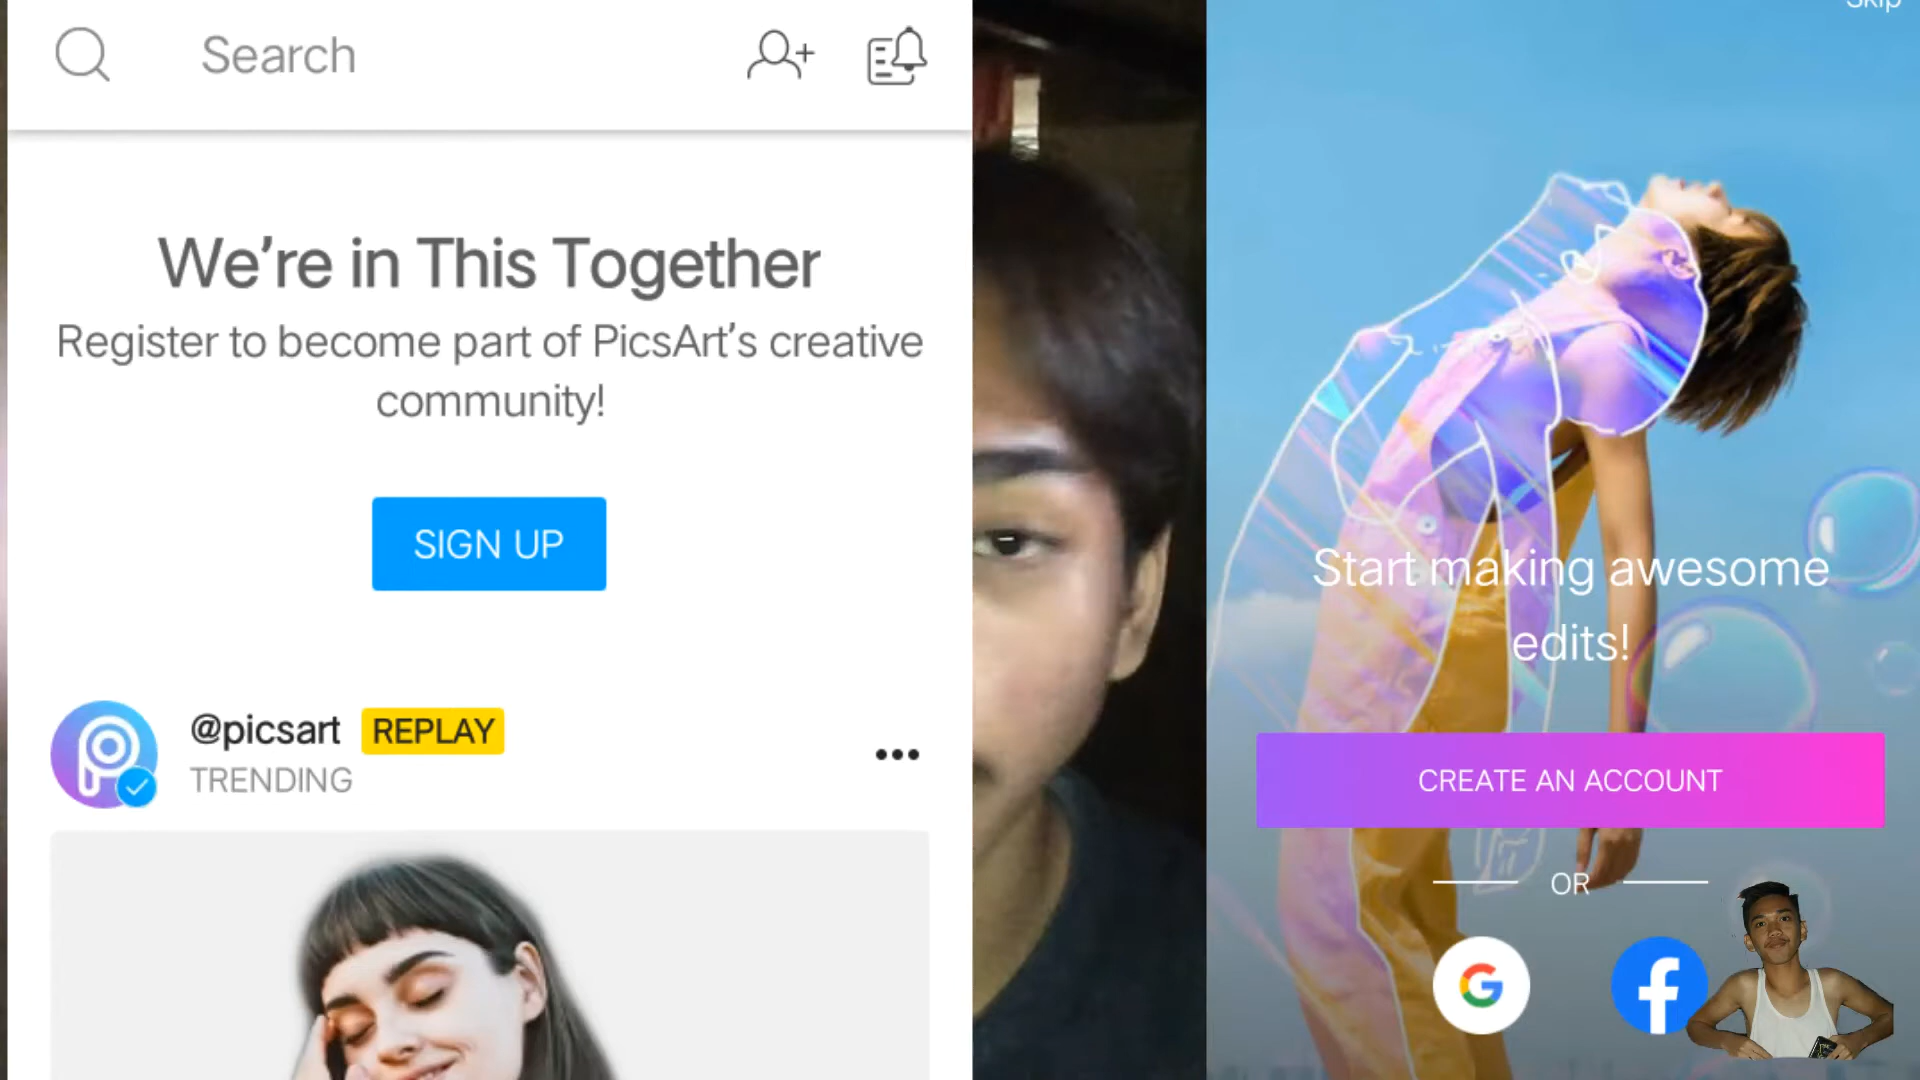 Search
We're in This Together
Register to become part of PicsArt's creative
community!
SIGN UP
@picsart REPLAY
TRENDING
Skip
Start making awesome
edits!
CREATE AN ACCOUNT
OR